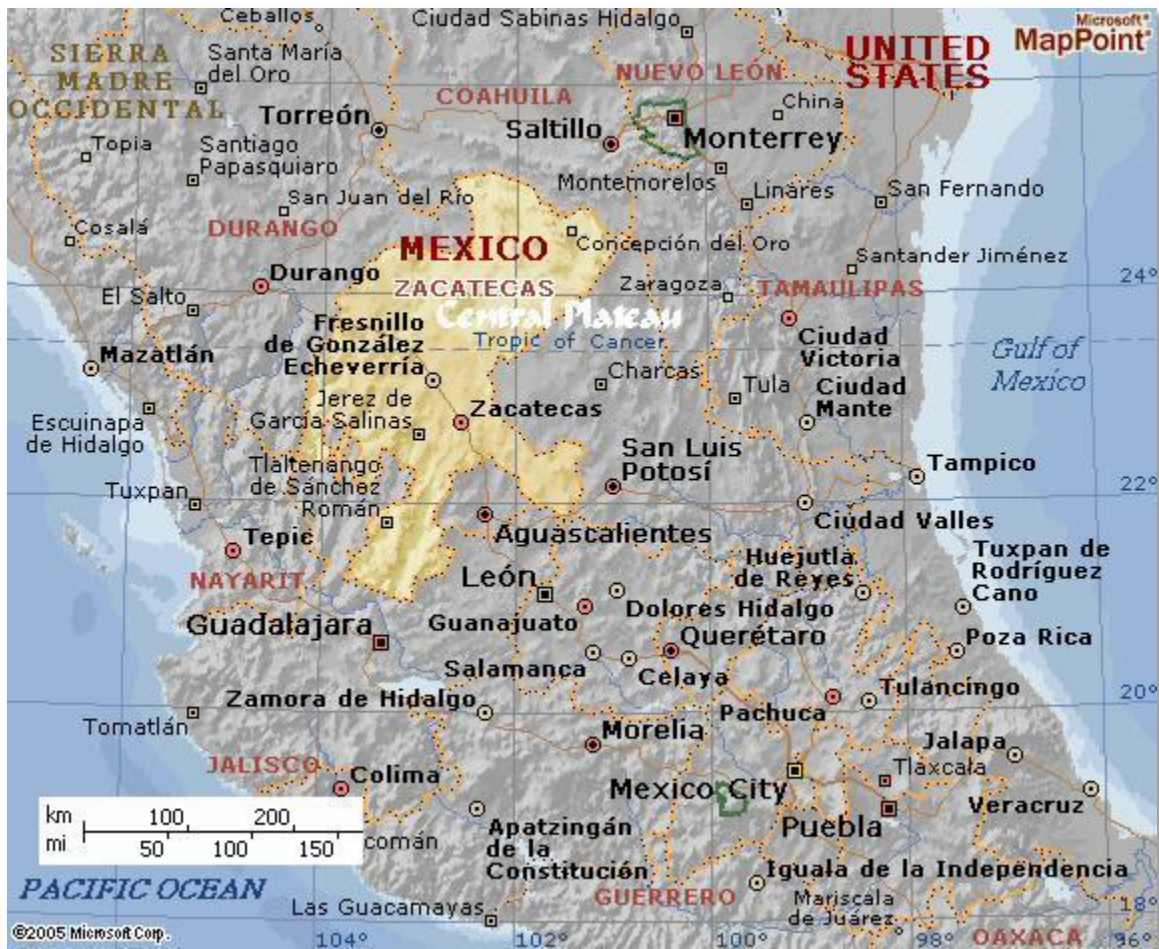 Ceballos
Ciudad Sabinas Hidalgo
Microsoft®
MapPoint®
SIERRA
MADRE
OCCIDENTAL
Santa María
del Oro
UNITED
STATES
NUEVO LEÓN
COAHUILA
China
Torreón
Saltillo
Monterrey
Topia
Santiago
Papasquiaro
Montemorelos
Linares
San Fernando
San Juan del Río
Cosalá
DURANGO
MEXICO
Concepción del Oro
Santander Jiménez
Durango
24°
El Salto
ZACATECAS
Zaragoza
TAMAULIPAS
Central Plateau
Fresnillo
de González
Echeverría
Tropic of Cancer
Ciudad
Victoria
Gulf of
Mexico
Mazatlán
Charcas
Tula
Ciudad
Mante
Jerez de
García Salinas
Zacatecas
Escuinapa
de Hidalgo
San Luis
Potosí
Tlaltenango
de Sánchez
Román
Tampico
Tuxpan
22°
Ciudad Valles
Tepic
Aguascalientes
Tuxpan de
Rodríguez
Cano
Huejutla
de Reyes
NAYARIT
León
Dolores Hidalgo
Guadalajara
Guanajuato
Querétaro
Poza Rica
Salamanca
Celaya
Zamora de Hidalgo
Tulancingo
20°
Tomatlán
Pachuca
Morelia
Jalapa
JALISCO
Colima
Tlaxcala
Mexico City
Veracruz
km 100 200
mi 50 100 150
Puebla
comán
Apatzingán
de la
Constitución
Iguala de la Independencia
PACIFIC OCEAN
GUERRERO
Mariscala
de Juárez
Las Guacamayas
18°
©2005 Microsoft Corp.
104°
102°
100°
98°
96°
OAXACA